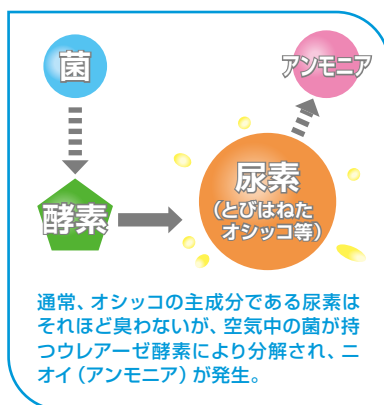 菌
アンモニア
酵素
尿素
(とびはねた
オシッコ等)
通常、オシッコの主成分である尿素は
それほど臭わないが、空気中の菌が持
つウレアーゼ酵素により分解され、ニ
オイ(アンモニア)が発生。